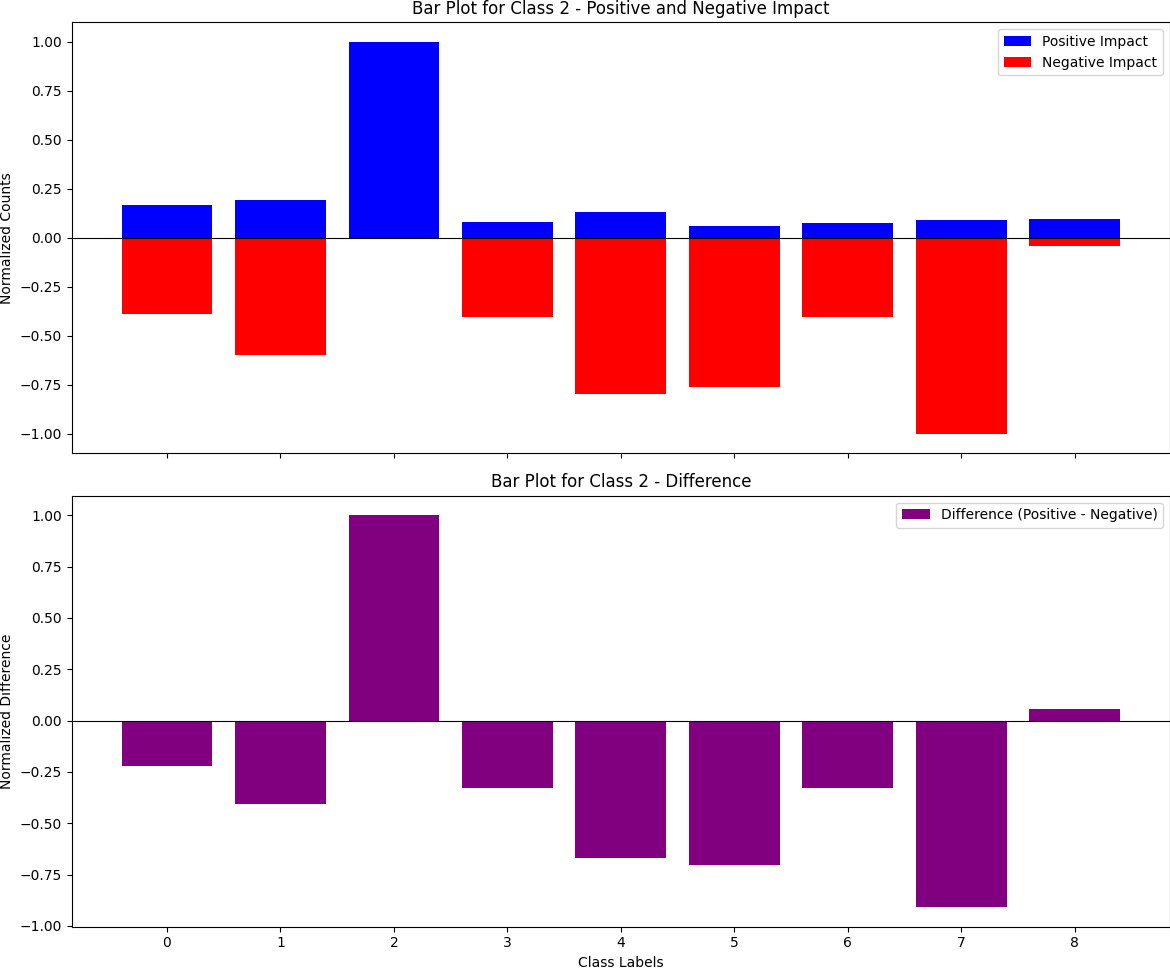 Bar Plot for Class 2 - Positive and Negative Impact
Normalized Counts
1.00
0.75
0.50
0.25
0.00
−0.25
−0.50
−0.75
−1.00
Positive Impact
Negative Impact
Bar Plot for Class 2 - Difference
Normalized Difference
1.00
0.75
0.50
0.25
0.00
−0.25
−0.50
−0.75
−1.00
Difference (Positive - Negative)
0 1 2 3 4 5 6 7 8
Class Labels